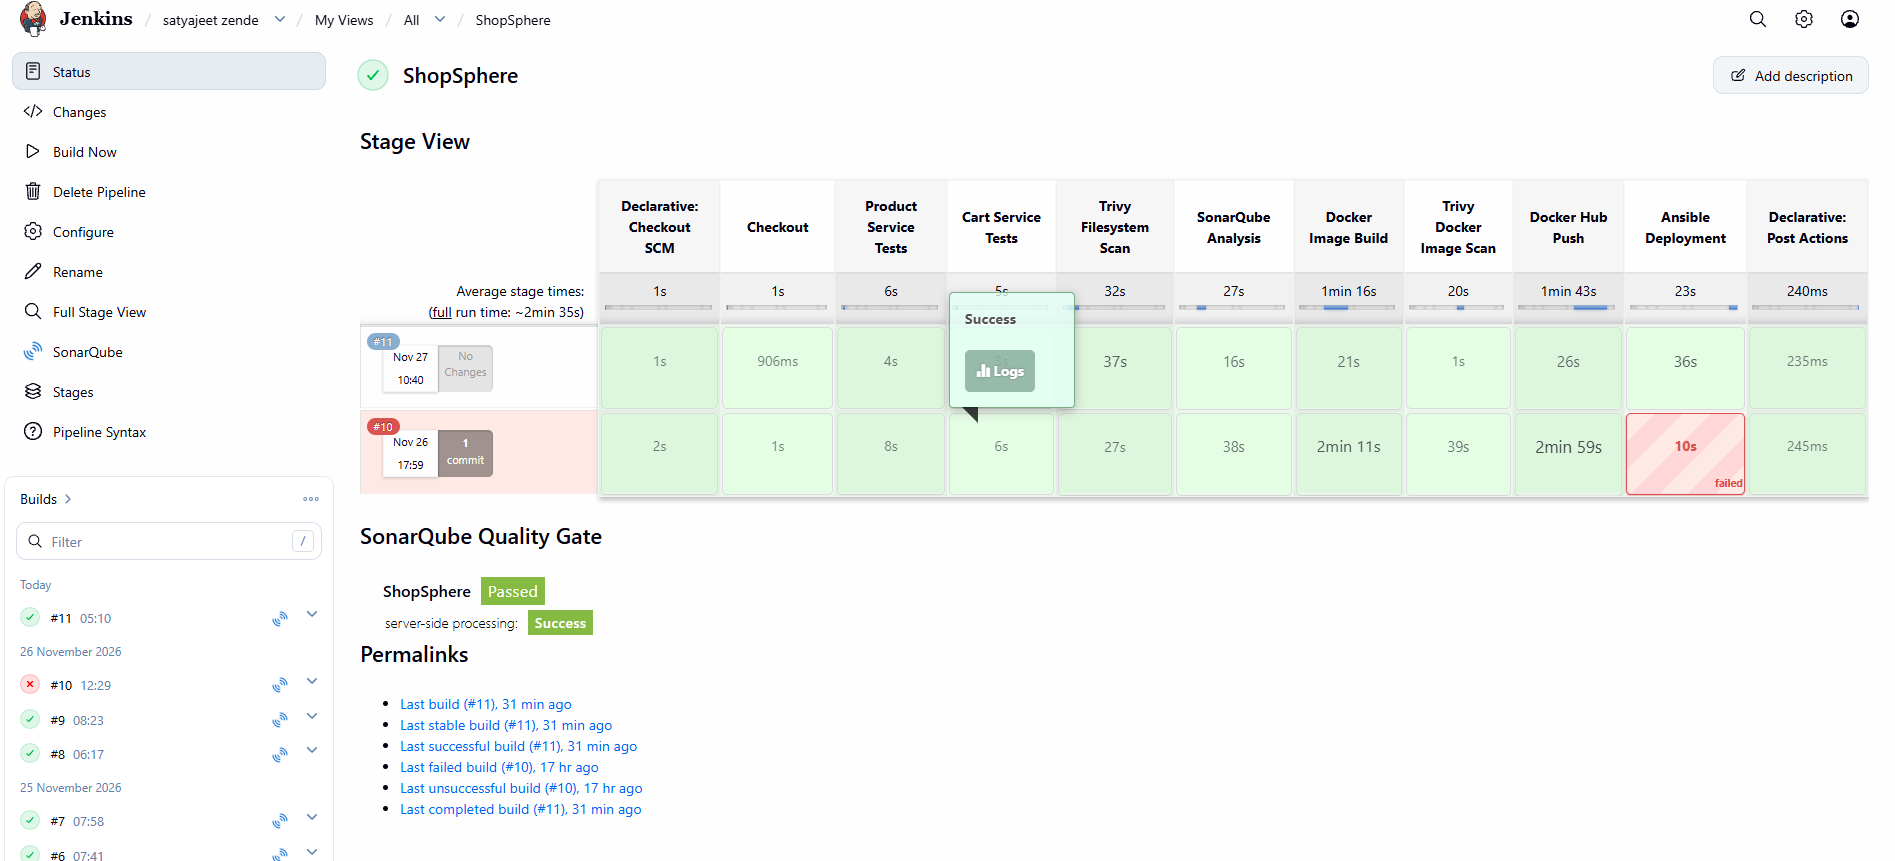 Jenkins / satyajeet zende / My Views / All / ShopSphere
Status
Changes
Build Now
Delete Pipeline
Configure
Rename
Full Stage View
SonarQube
Stages
Pipeline Syntax
Builds
Filter /
Today
#11 05:10
26 November 2026
#10 12:29
#9 08:23
#8 06:17
25 November 2026
#7 07:58
#6 07:41
ShopSphere
Add description
Stage View
Declarative: Checkout SCM
Checkout
Product Service Tests
Cart Service Tests
Trivy Filesystem Scan
SonarQube Analysis
Docker Image Build
Trivy Docker Image Scan
Docker Hub Push
Ansible Deployment
Declarative: Post Actions
Average stage times:
(full run time: ~2min 35s)
1s 1s 6s 5s 32s 27s 1min 16s 20s 1min 43s 23s 240ms
#11
Nov 27
10:40
No Changes
1s 906ms 4s 3s 37s 16s 21s 1s 26s 36s 235ms
Success
Logs
#10
Nov 26
17:59
1 commit
2s 1s 8s 6s 27s 38s 2min 11s 39s 2min 59s 10s 245ms
failed
SonarQube Quality Gate
ShopSphere Passed
server-side processing: Success
Permalinks
Last build (#11), 31 min ago
Last stable build (#11), 31 min ago
Last successful build (#11), 31 min ago
Last failed build (#10), 17 hr ago
Last unsuccessful build (#10), 17 hr ago
Last completed build (#11), 31 min ago